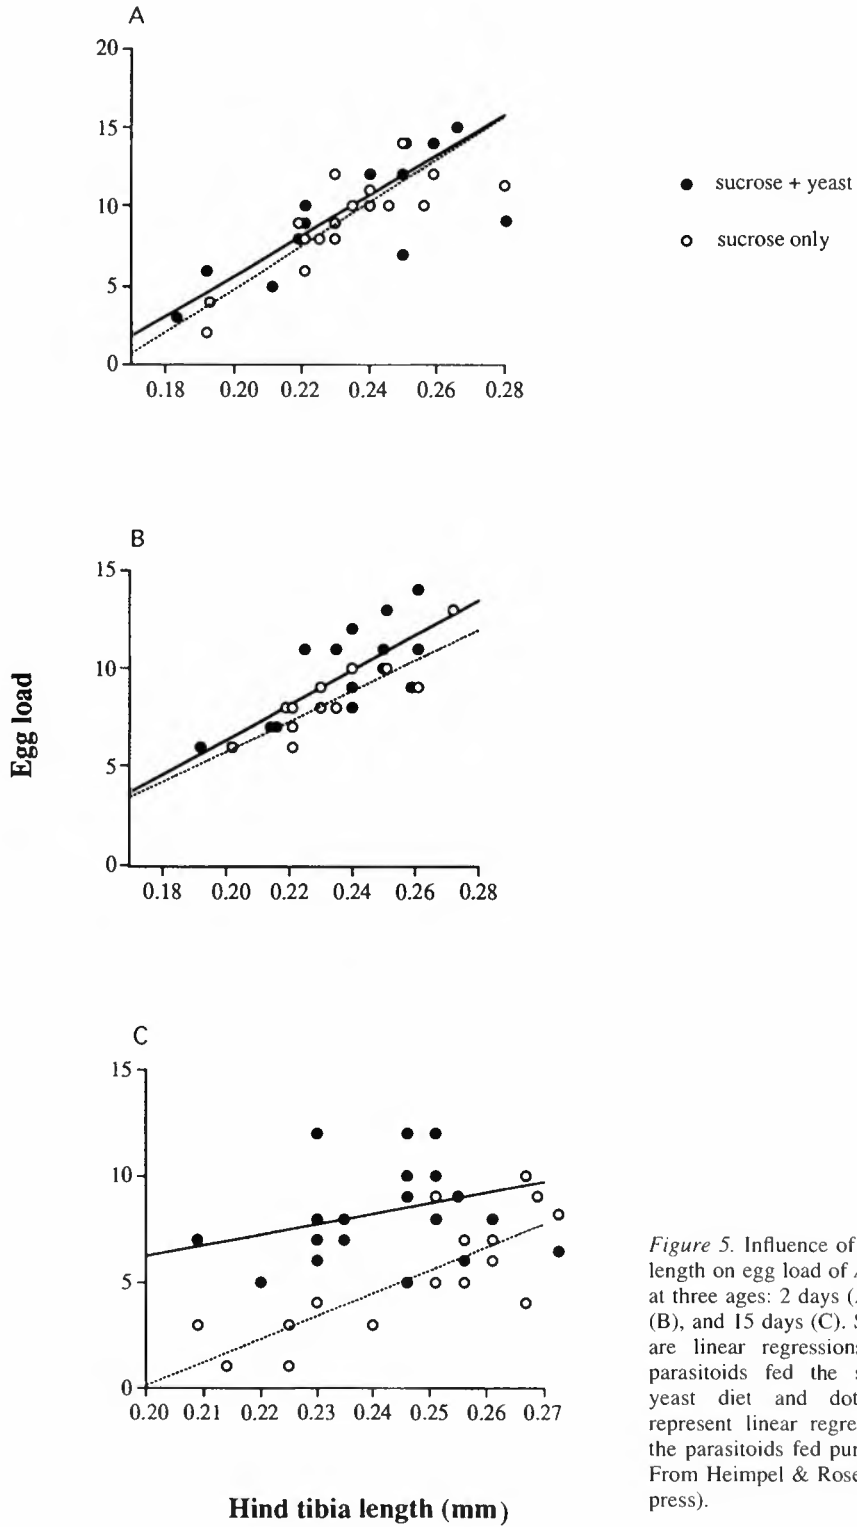 A
20
15
10
5
0
0.18 0.20 0.22 0.24 0.26 0.28
sucrose + yeast
sucrose only
B
15
10
5
0
0.18 0.20 0.22 0.24 0.26 0.28
Egg load
C
15
10
5
0
0.20 0.21 0.22 0.23 0.24 0.25 0.26 0.27
Hind tibia length (mm)
Figure 5. Influence of
length on egg load of
at three ages: 2 days
(B), and 15 days (C).
are linear regressions
parasitoids fed the
yeast diet and dot
represent linear regre
the parasitoids fed pur
From Heimpel & Rose
press).